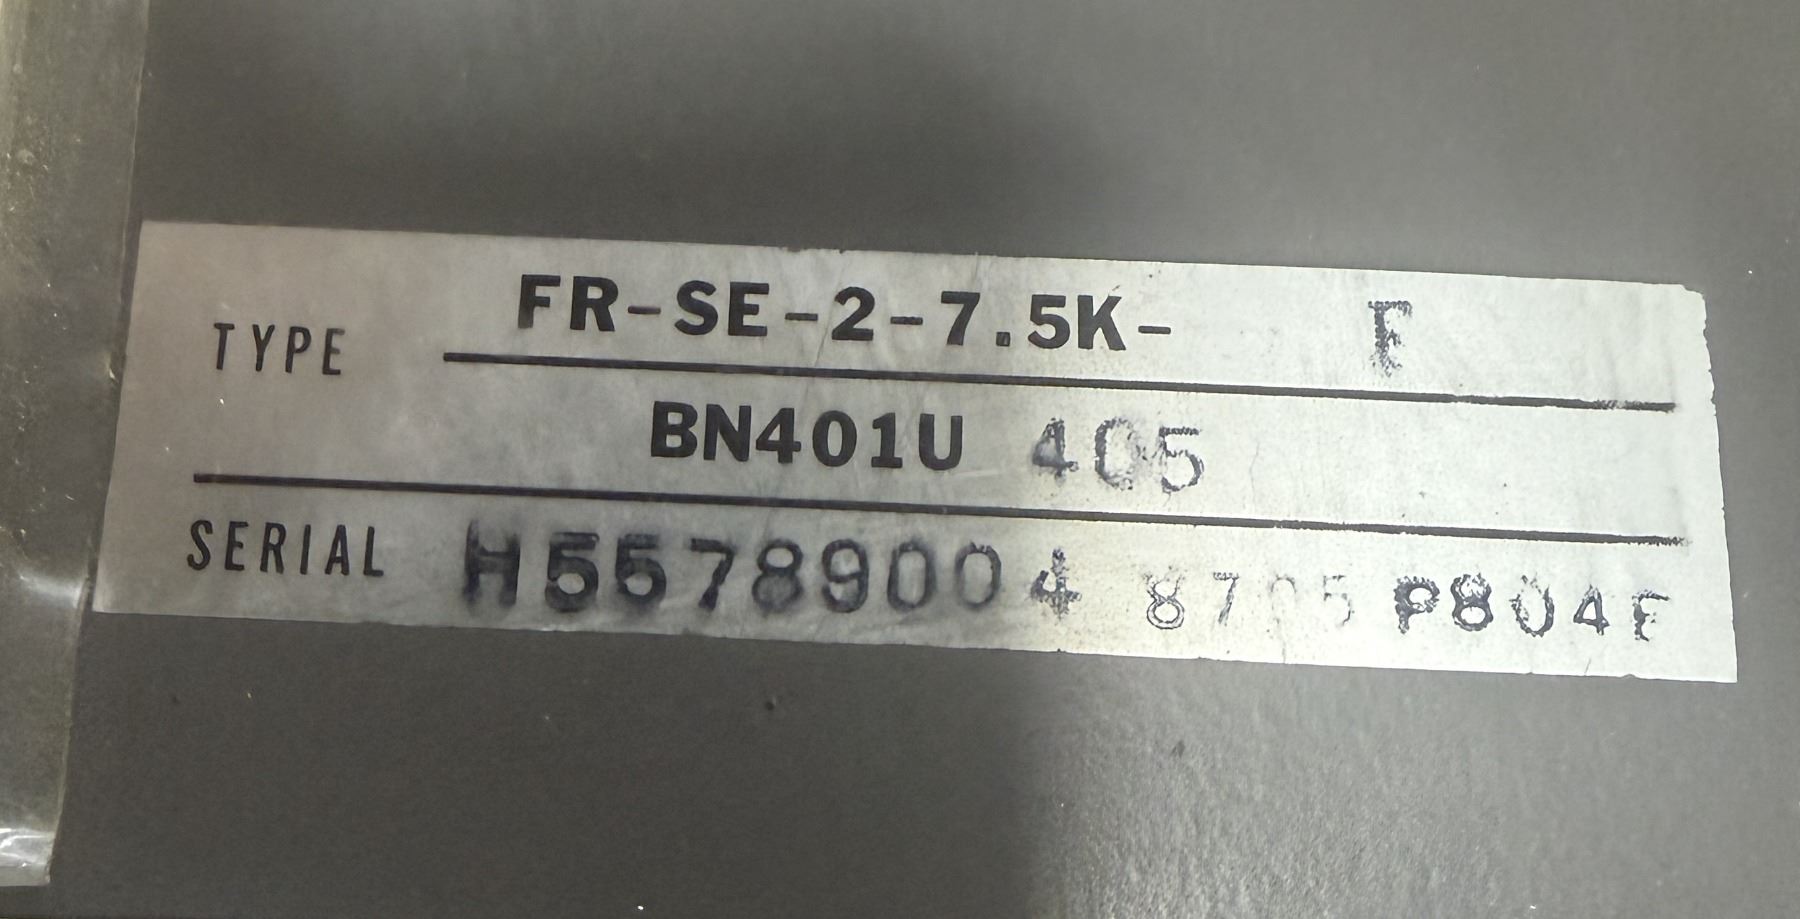 TYPE FR-SE-2-7.5K- F
BN401U 405
SERIAL H55789004 P804F